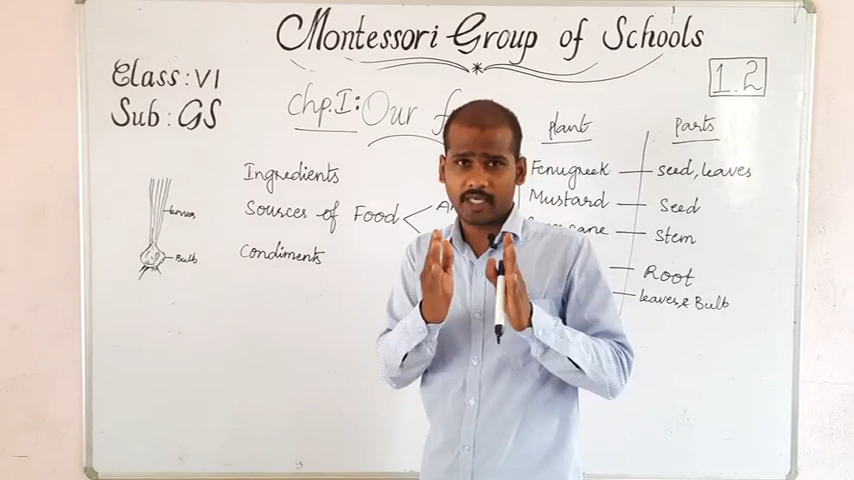 Montessori Group of Schools
Class : VI
Sub : GS
1.2
Chp.I: Our
Ingredients
Sources of Food
Condiments
leaves
Bulb
plant
Parts
Fenugreek
seed, leaves
Mustard
Seed
Stem
Root
leaves & Bulb